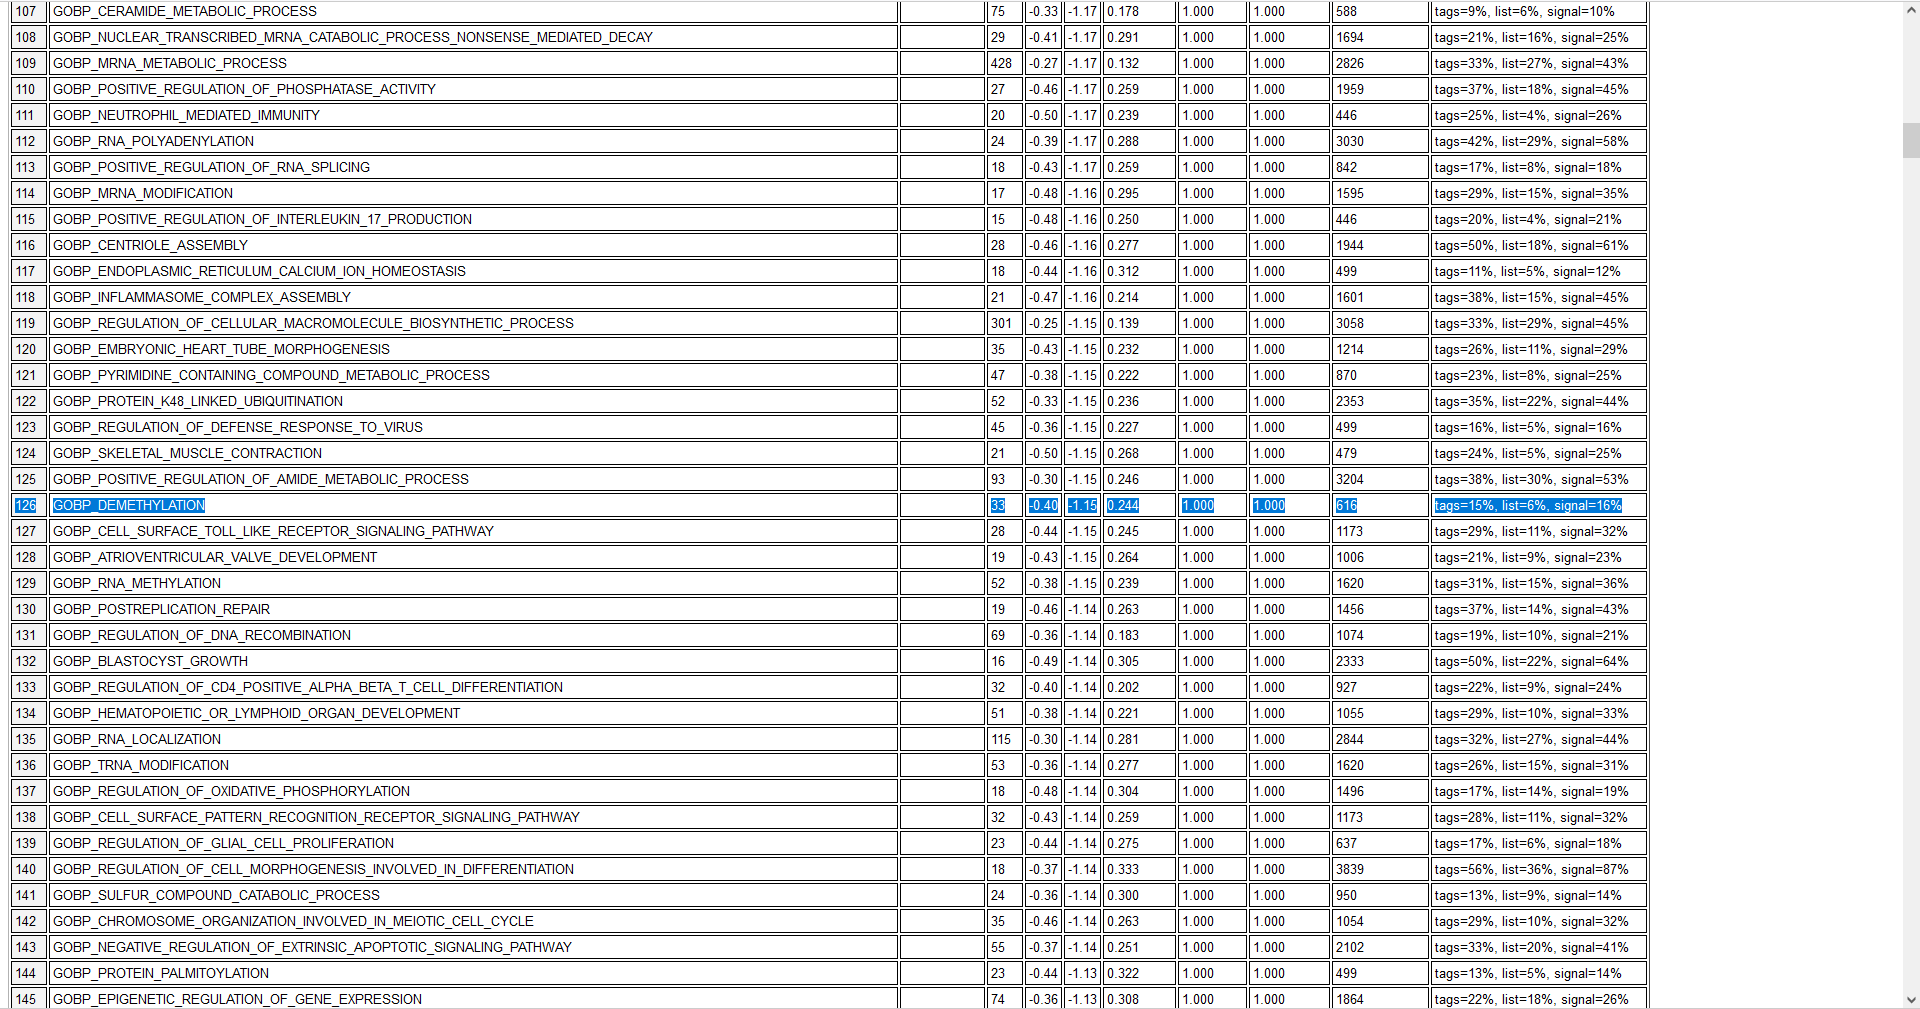 107 GOBP_CERAMIDE_METABOLIC_PROCESS 75 -0.33 -1.17 0.178 1.000 1.000 588 tags=9%, list=6%, signal=10%
108 GOBP_NUCLEAR_TRANSCRIBED_MRNA_CATABOLIC_PROCESS_NONSENSE_MEDIATED_DECAY 29 -0.41 -1.17 0.291 1.000 1.000 1694 tags=21%, list=16%, signal=25%
109 GOBP_MRNA_METABOLIC_PROCESS 428 -0.27 -1.17 0.132 1.000 1.000 2826 tags=33%, list=27%, signal=43%
110 GOBP_POSITIVE_REGULATION_OF_PHOSPHATASE_ACTIVITY 27 -0.46 -1.17 0.259 1.000 1.000 1959 tags=37%, list=18%, signal=45%
111 GOBP_NEUTROPHIL_MEDIATED_IMMUNITY 20 -0.50 -1.17 0.239 1.000 1.000 446 tags=25%, list=4%, signal=26%
112 GOBP_RNA_POLYADENYLATION 24 -0.39 -1.17 0.288 1.000 1.000 3030 tags=42%, list=29%, signal=58%
113 GOBP_POSITIVE_REGULATION_OF_RNA_SPLICING 18 -0.43 -1.17 0.259 1.000 1.000 842 tags=17%, list=8%, signal=18%
114 GOBP_MRNA_MODIFICATION 17 -0.48 -1.16 0.295 1.000 1.000 1595 tags=29%, list=15%, signal=35%
115 GOBP_POSITIVE_REGULATION_OF_INTERLEUKIN_17_PRODUCTION 15 -0.48 -1.16 0.250 1.000 1.000 446 tags=20%, list=4%, signal=21%
116 GOBP_CENTRIOLE_ASSEMBLY 28 -0.46 -1.16 0.277 1.000 1.000 1944 tags=50%, list=18%, signal=61%
117 GOBP_ENDOPLASMIC_RETICULUM_CALCIUM_ION_HOMEOSTASIS 18 -0.44 -1.16 0.312 1.000 1.000 499 tags=11%, list=5%, signal=12%
118 GOBP_INFLAMMASOME_COMPLEX_ASSEMBLY 21 -0.47 -1.16 0.214 1.000 1.000 1601 tags=38%, list=15%, signal=45%
119 GOBP_REGULATION_OF_CELLULAR_MACROMOLECULE_BIOSYNTHETIC_PROCESS 301 -0.25 -1.15 0.139 1.000 1.000 3058 tags=33%, list=29%, signal=45%
120 GOBP_EMBRYONIC_HEART_TUBE_MORPHOGENESIS 35 -0.43 -1.15 0.232 1.000 1.000 1214 tags=26%, list=11%, signal=29%
121 GOBP_PYRIMIDINE_CONTAINING_COMPOUND_METABOLIC_PROCESS 47 -0.38 -1.15 0.222 1.000 1.000 870 tags=23%, list=8%, signal=25%
122 GOBP_PROTEIN_K48_LINKED_UBIQUITINATION 52 -0.33 -1.15 0.236 1.000 1.000 2353 tags=35%, list=22%, signal=44%
123 GOBP_REGULATION_OF_DEFENSE_RESPONSE_TO_VIRUS 45 -0.36 -1.15 0.227 1.000 1.000 499 tags=16%, list=5%, signal=16%
124 GOBP_SKELETAL_MUSCLE_CONTRACTION 21 -0.50 -1.15 0.268 1.000 1.000 479 tags=24%, list=5%, signal=25%
125 GOBP_POSITIVE_REGULATION_OF_AMIDE_METABOLIC_PROCESS 93 -0.30 -1.15 0.246 1.000 1.000 3204 tags=38%, list=30%, signal=53%
126 GOBP_DEMETHYLATION 33 -0.40 -1.15 0.244 1.000 1.000 616 tags=15%, list=6%, signal=16%
127 GOBP_CELL_SURFACE_TOLL_LIKE_RECEPTOR_SIGNALING_PATHWAY 28 -0.44 -1.15 0.245 1.000 1.000 1173 tags=29%, list=11%, signal=32%
128 GOBP_ATRIOVENTRICULAR_VALVE_DEVELOPMENT 19 -0.43 -1.15 0.264 1.000 1.000 1006 tags=21%, list=9%, signal=23%
129 GOBP_RNA_METHYLATION 52 -0.38 -1.15 0.239 1.000 1.000 1620 tags=31%, list=15%, signal=36%
130 GOBP_POSTREPLICATION_REPAIR 19 -0.46 -1.14 0.263 1.000 1.000 1456 tags=37%, list=14%, signal=43%
131 GOBP_REGULATION_OF_DNA_RECOMBINATION 69 -0.36 -1.14 0.183 1.000 1.000 1074 tags=19%, list=10%, signal=21%
132 GOBP_BLASTOCYST_GROWTH 16 -0.49 -1.14 0.305 1.000 1.000 2333 tags=50%, list=22%, signal=64%
133 GOBP_REGULATION_OF_CD4_POSITIVE_ALPHA_BETA_T_CELL_DIFFERENTIATION 32 -0.40 -1.14 0.202 1.000 1.000 927 tags=22%, list=9%, signal=24%
134 GOBP_HEMATOPOIETIC_OR_LYMPHOID_ORGAN_DEVELOPMENT 51 -0.38 -1.14 0.221 1.000 1.000 1055 tags=29%, list=10%, signal=33%
135 GOBP_RNA_LOCALIZATION 115 -0.30 -1.14 0.281 1.000 1.000 2844 tags=32%, list=27%, signal=44%
136 GOBP_TRNA_MODIFICATION 53 -0.36 -1.14 0.277 1.000 1.000 1620 tags=26%, list=15%, signal=31%
137 GOBP_REGULATION_OF_OXIDATIVE_PHOSPHORYLATION 18 -0.48 -1.14 0.304 1.000 1.000 1496 tags=17%, list=14%, signal=19%
138 GOBP_CELL_SURFACE_PATTERN_RECOGNITION_RECEPTOR_SIGNALING_PATHWAY 32 -0.43 -1.14 0.259 1.000 1.000 1173 tags=28%, list=11%, signal=32%
139 GOBP_REGULATION_OF_GLIAL_CELL_PROLIFERATION 23 -0.44 -1.14 0.275 1.000 1.000 637 tags=17%, list=6%, signal=18%
140 GOBP_REGULATION_OF_CELL_MORPHOGENESIS_INVOLVED_IN_DIFFERENTIATION 18 -0.37 -1.14 0.333 1.000 1.000 3839 tags=56%, list=36%, signal=87%
141 GOBP_SULFUR_COMPOUND_CATABOLIC_PROCESS 24 -0.36 -1.14 0.300 1.000 1.000 950 tags=13%, list=9%, signal=14%
142 GOBP_CHROMOSOME_ORGANIZATION_INVOLVED_IN_MEIOTIC_CELL_CYCLE 35 -0.46 -1.14 0.263 1.000 1.000 1054 tags=29%, list=10%, signal=32%
143 GOBP_NEGATIVE_REGULATION_OF_EXTRINSIC_APOPTOTIC_SIGNALING_PATHWAY 55 -0.37 -1.14 0.251 1.000 1.000 2102 tags=33%, list=20%, signal=41%
144 GOBP_PROTEIN_PALMITOYLATION 23 -0.44 -1.13 0.322 1.000 1.000 499 tags=13%, list=5%, signal=14%
145 GOBP_EPIGENETIC_REGULATION_OF_GENE_EXPRESSION 74 -0.36 -1.13 0.308 1.000 1.000 1864 tags=22%, list=18%, signal=26%